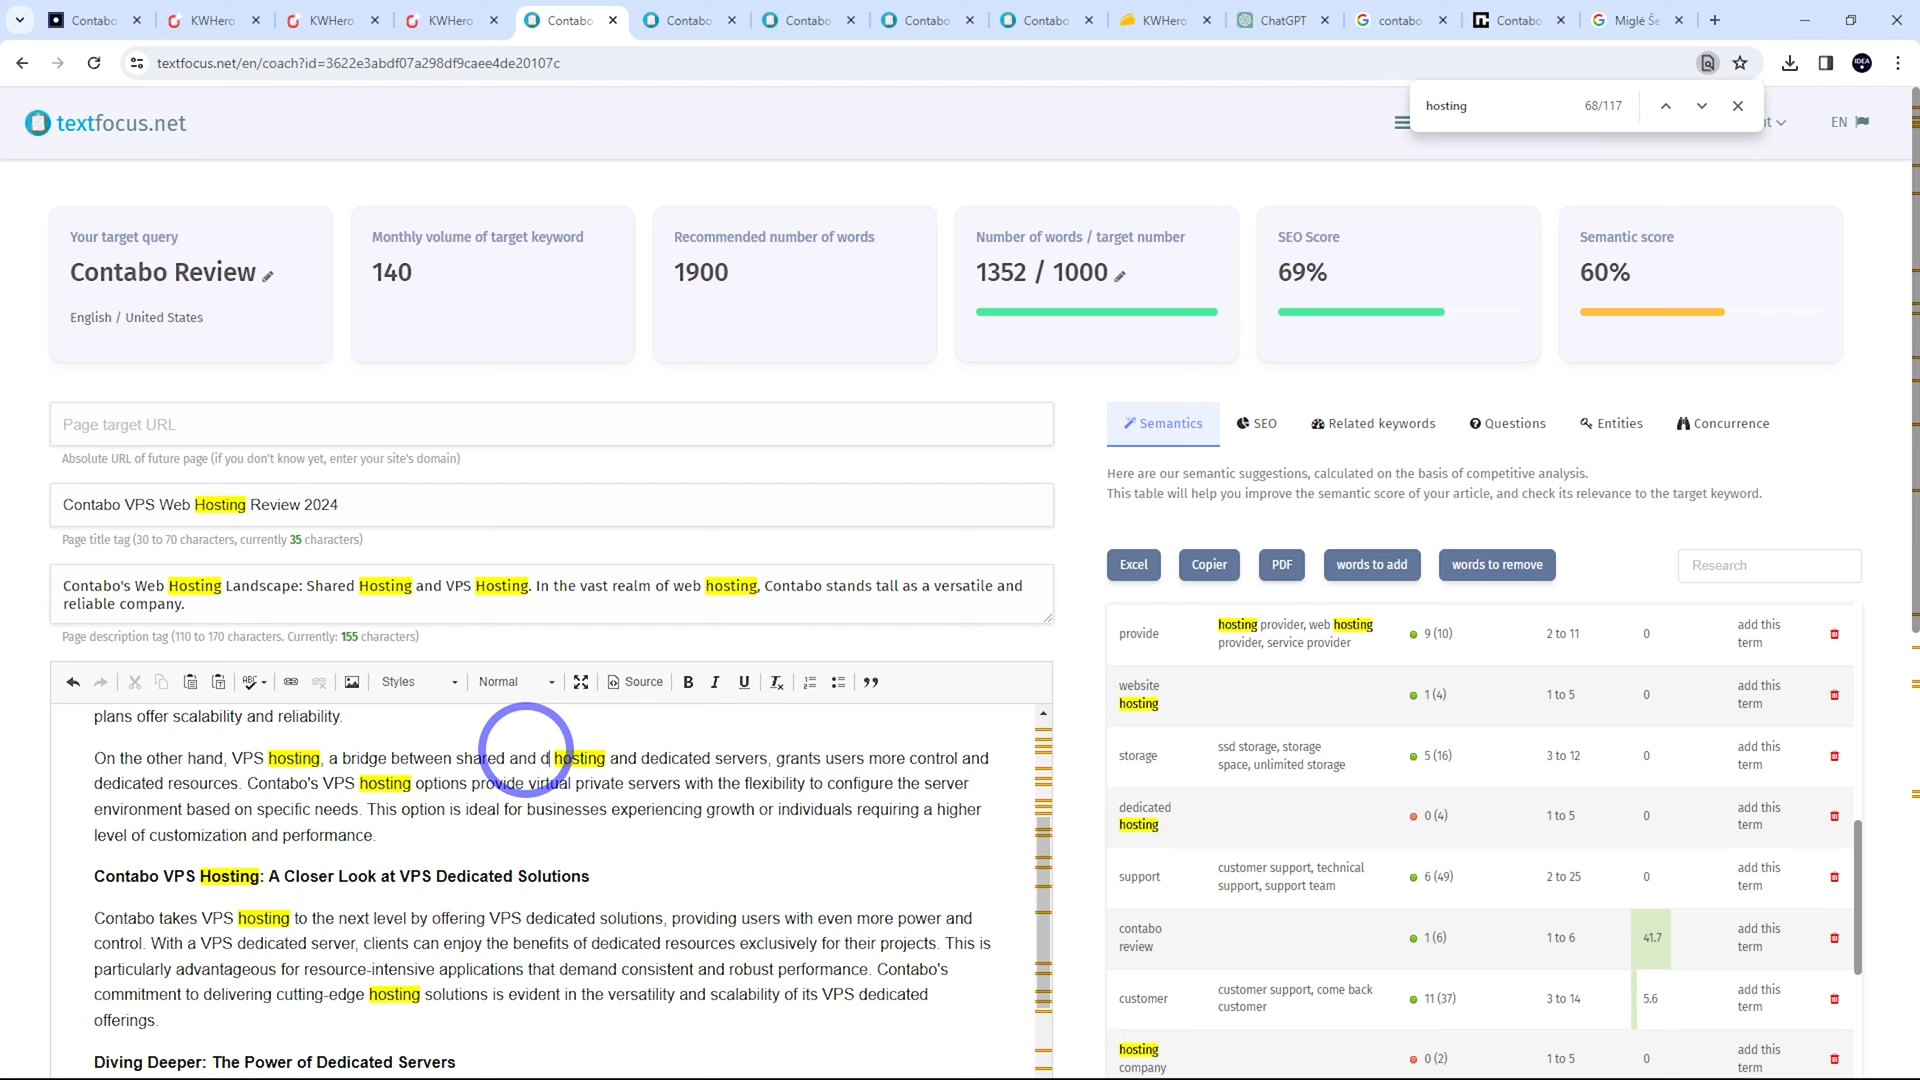 Contabo
KWHero
KWHero
KWHero
Contabo
Contabo
Contabo
Contabo
Contabo
KWHero
ChatGPT
contabo
Contabo
Miglė Še
textfocus.net/en/coach?id=3622e3abdf07a298df9caee4de20107c
IDEA
hosting 68/117
textfocus.net
EN
Your target query
Contabo Review
English / United States
Monthly volume of target keyword
140
Recommended number of words
1900
Number of words / target number
1352 / 1000
SEO Score
69%
Semantic score
60%
Page target URL
Absolute URL of future page (if you don't know yet, enter your site's domain)
Contabo VPS Web Hosting Review 2024
Page title tag (30 to 70 characters, currently 35 characters)
Contabo's Web Hosting Landscape: Shared Hosting and VPS Hosting. In the vast realm of web hosting, Contabo stands tall as a versatile and
reliable company.
Page description tag (110 to 170 characters. Currently: 155 characters)
ABC
Styles
Normal
Source
B I U Tx
plans offer scalability and reliability.
On the other hand, VPS hosting, a bridge between shared and d hosting and dedicated servers, grants users more control and
dedicated resources. Contabo's VPS hosting options provide virtual private servers with the flexibility to configure the server
environment based on specific needs. This option is ideal for businesses experiencing growth or individuals requiring a higher
level of customization and performance.
Contabo VPS Hosting: A Closer Look at VPS Dedicated Solutions
Contabo takes VPS hosting to the next level by offering VPS dedicated solutions, providing users with even more power and
control. With a VPS dedicated server, clients can enjoy the benefits of dedicated resources exclusively for their projects. This is
particularly advantageous for resource-intensive applications that demand consistent and robust performance. Contabo's
commitment to delivering cutting-edge hosting solutions is evident in the versatility and scalability of its VPS dedicated
offerings.
Diving Deeper: The Power of Dedicated Servers
Semantics
SEO
Related keywords
Questions
Entities
Concurrence
Here are our semantic suggestions, calculated on the basis of competitive analysis.
This table will help you improve the semantic score of your article, and check its relevance to the target keyword.
Excel
Copier
PDF
words to add
words to remove
Research
provide
hosting provider, web hosting
provider, service provider
9 (10)
2 to 11
0
add this
term
website
hosting
1 (4)
1 to 5
0
add this
term
storage
ssd storage, storage
space, unlimited storage
5 (16)
3 to 12
0
add this
term
dedicated
hosting
0 (4)
1 to 5
0
add this
term
support
customer support, technical
support, support team
6 (49)
2 to 25
0
add this
term
contabo
review
1 (6)
1 to 6
41.7
add this
term
customer
customer support, come back
customer
11 (37)
3 to 14
5.6
add this
term
hosting
company
0 (2)
1 to 5
0
add this
term